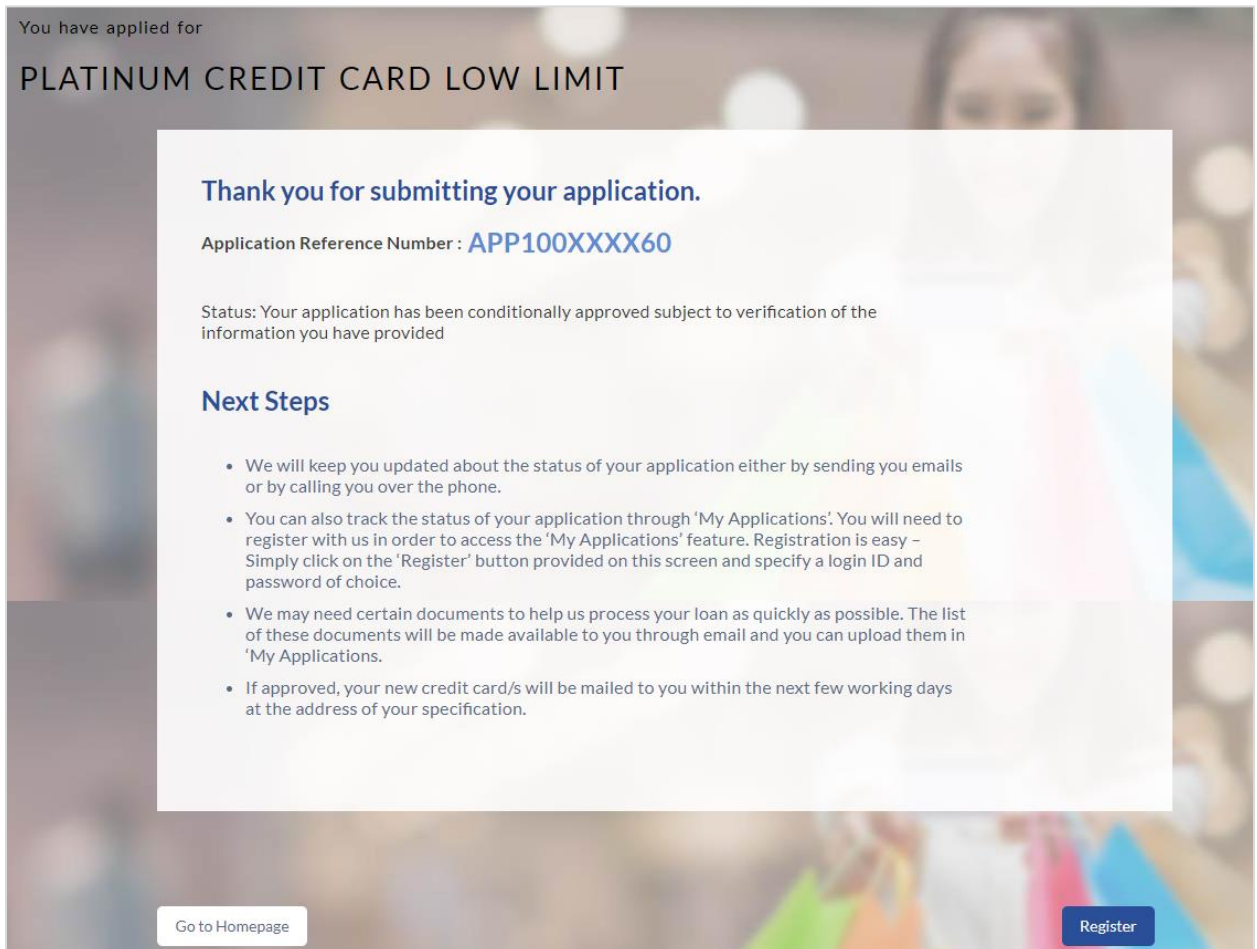 You have applied for
PLATINUM CREDIT CARD LOW LIMIT
Thank you for submitting your application.
Application Reference Number : APP100XXXX60
Status: Your application has been conditionally approved subject to verification of the
information you have provided
Next Steps
• We will keep you updated about the status of your application either by sending you emails
or by calling you over the phone.
• You can also track the status of your application through ‘My Applications’. You will need to
register with us in order to access the ‘My Applications’ feature. Registration is easy –
Simply click on the ‘Register’ button provided on this screen and specify a login ID and
password of choice.
• We may need certain documents to help us process your loan as quickly as possible. The list
of these documents will be made available to you through email and you can upload them in
‘My Applications.
• If approved, your new credit card/s will be mailed to you within the next few working days
at the address of your specification.
Go to Homepage
Register